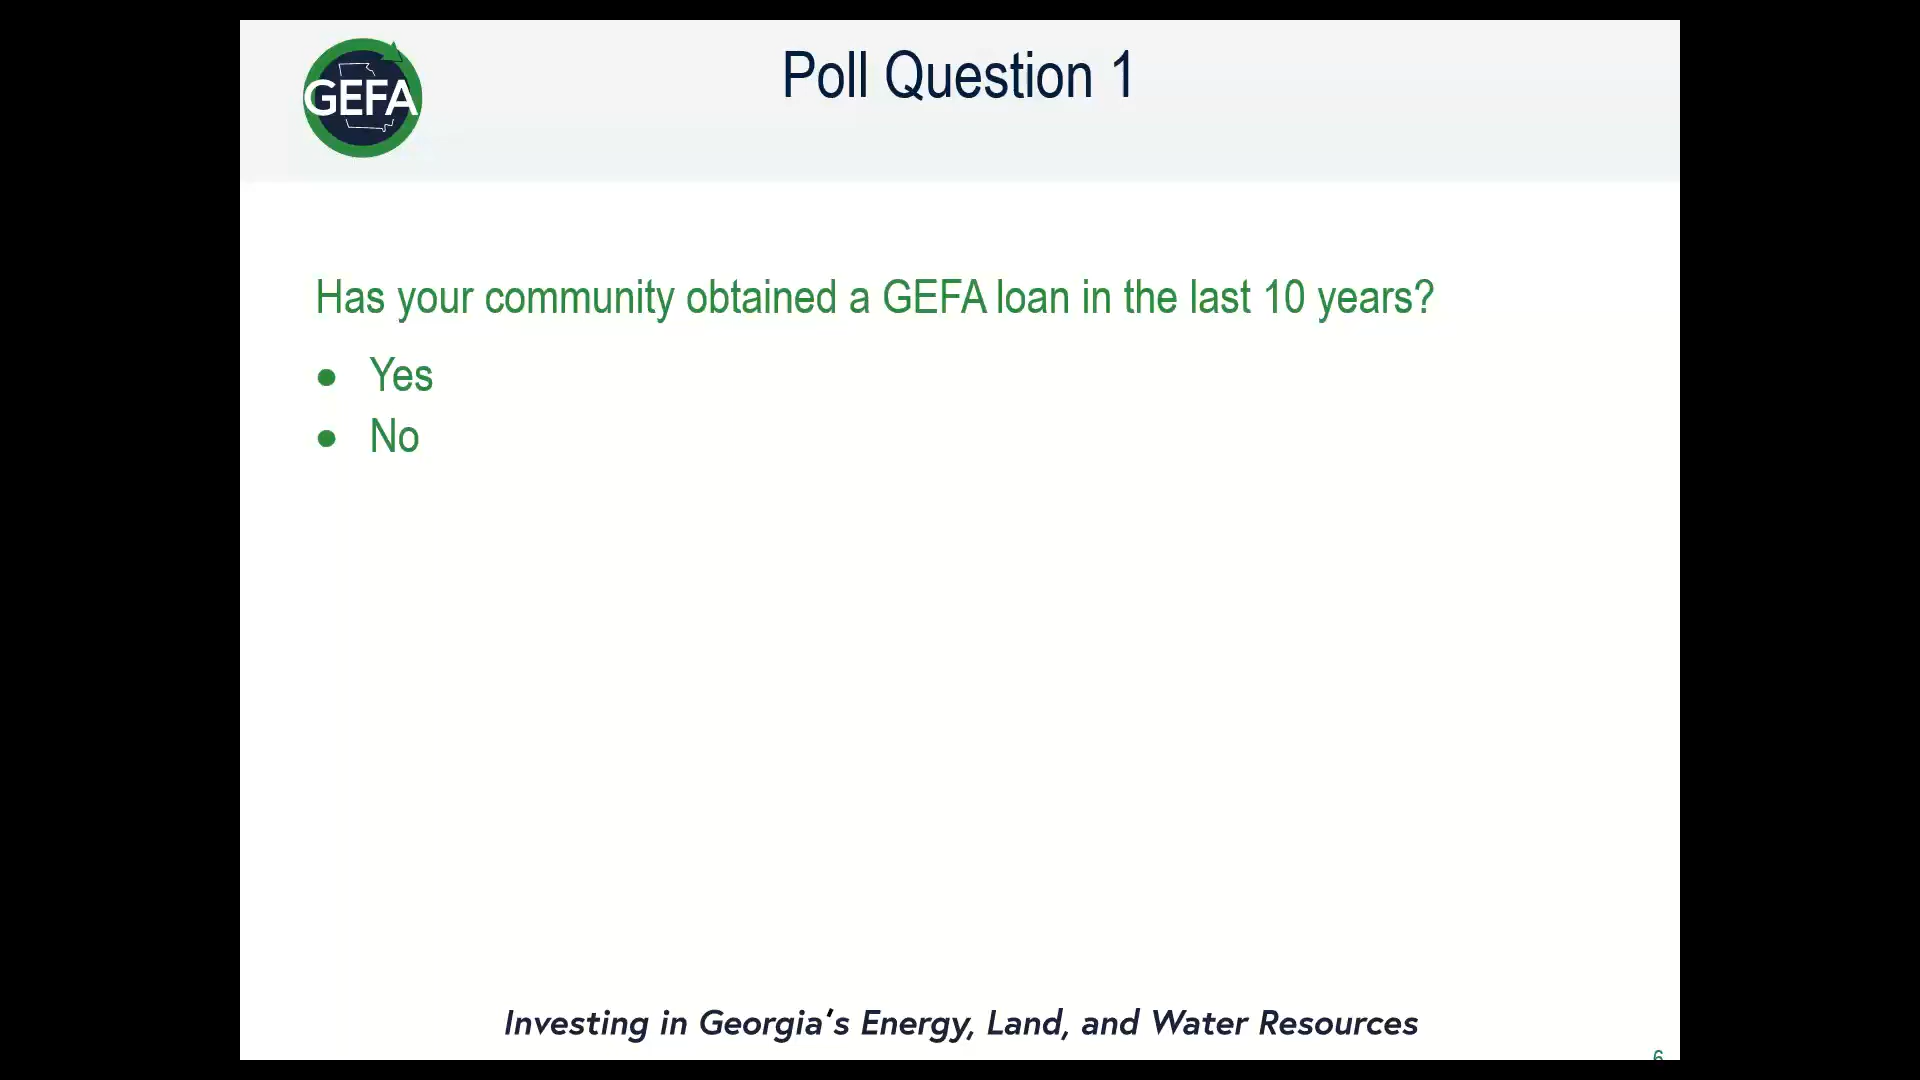 GEFA
Poll Question 1
Has your community obtained a GEFA loan in the last 10 years?
● Yes
● No
Investing in Georgia's Energy, Land, and Water Resources
6